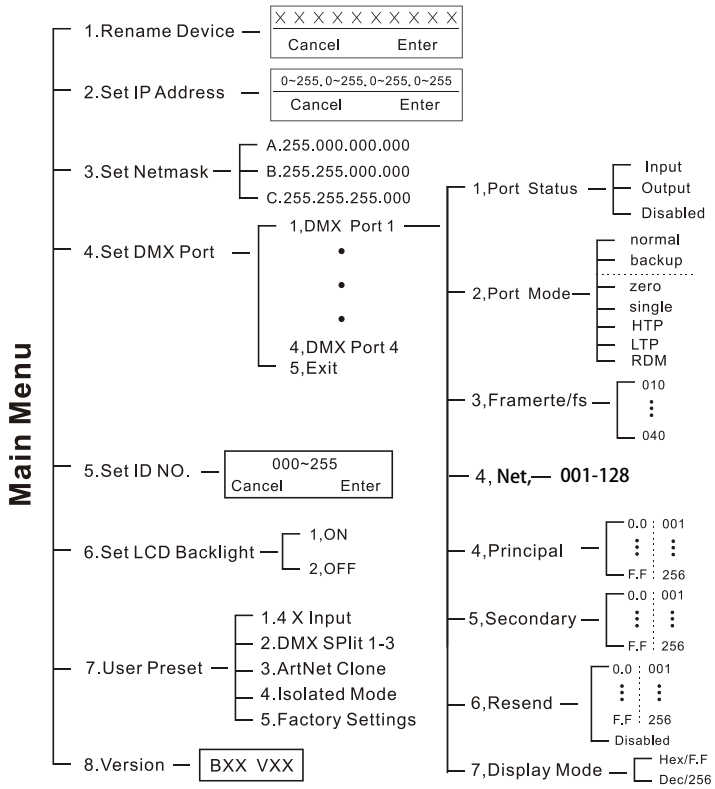 Main Menu
1.Rename Device
X X X X X X X X X X
Cancel Enter
2.Set IP Address
0~255.0~255.0~255.0~255
Cancel Enter
3.Set Netmask
A.255.000.000.000
B.255.255.000.000
C.255.255.255.000
4.Set DMX Port
1,DMX Port 1
4,DMX Port 4
5,Exit
1,Port Status
Input
Output
Disabled
2,Port Mode
normal
backup
zero
single
HTP
LTP
RDM
3,Framerte/fs
010
040
4, Net, 001-128
4,Principal
0.0 001
F.F 256
5,Secondary
0.0 001
F.F 256
6,Resend
0.0 001
F.F 256
Disabled
7,Display Mode
Hex/F.F
Dec/256
5.Set ID NO.
000~255
Cancel Enter
6.Set LCD Backlight
1,ON
2,OFF
7.User Preset
1.4 X Input
2.DMX SPlit 1-3
3.ArtNet Clone
4.Isolated Mode
5.Factory Settings
8.Version
BXX VXX